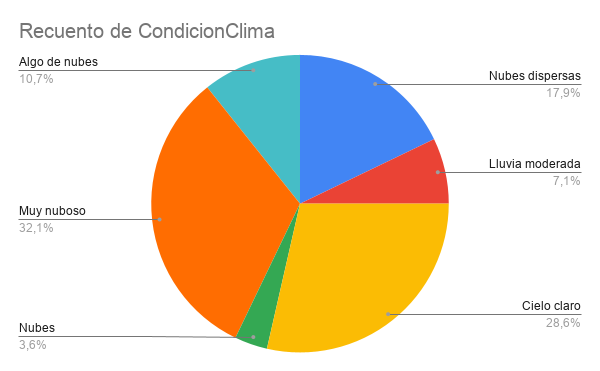 Recuento de CondicionClima
Algo de nubes
10,7%
Nubes dispersas
17,9%
Lluvia moderada
7,1%
Muy nuboso
32,1%
Cielo claro
28,6%
Nubes
3,6%